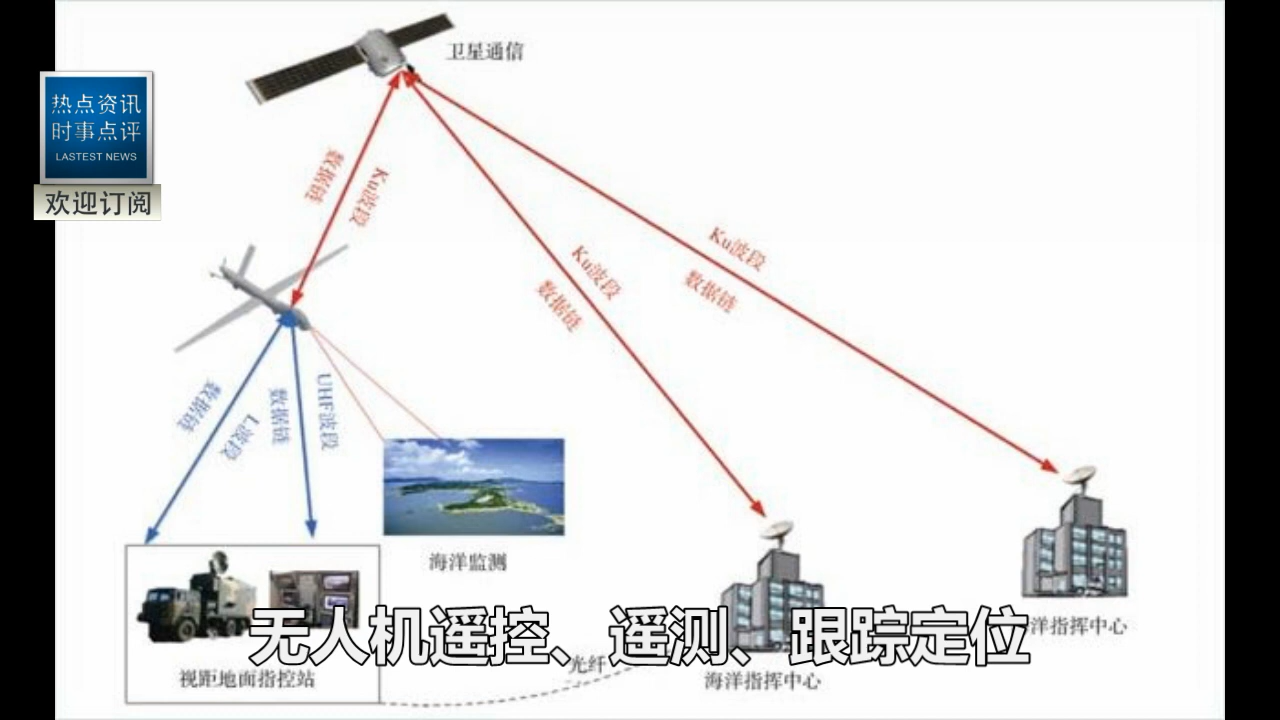 卫星通信
热点资讯
时事点评
LASTEST NEWS
欢迎订阅
数据链
Ku波段
Ku波段
数据链
Ku波段
数据链
数据链
L波段
数据链
UHF波段
海洋监测
无人机遥控、遥测、跟踪定位
洋指挥中心
光纤
视距地面指控站
海洋指挥中心